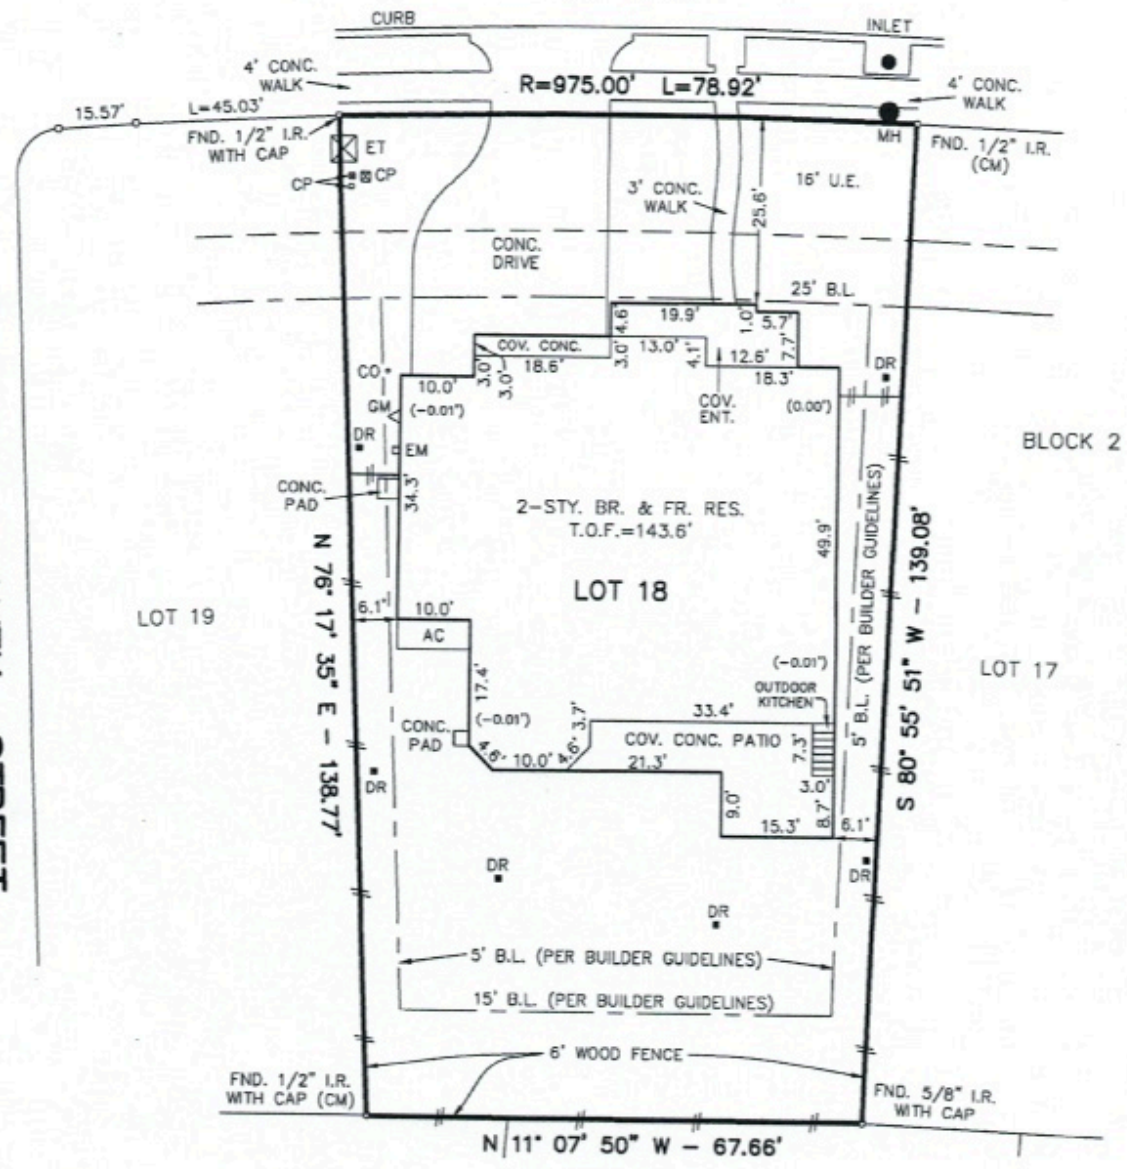 CURB
INLET
4' CONC.
WALK
R=975.00' L=78.92'
4' CONC.
WALK
15.57'
L=45.03'
FND. 1/2" I.R.
WITH CAP
MH
FND. 1/2" I.R.
(CM)
ET
CP
CP
3' CONC.
WALK
16' U.E.
25.6'
CONC.
DRIVE
25' B.L.
4.6'
19.9'
1.0'
5.7'
COV. CONC.
3.0'
13.0'
4.1'
7.7'
18.6'
12.6'
CO
10.0'
3.0'
3.0'
18.3'
DR
GM
(-0.01')
COV.
ENT.
(0.00')
DR
EM
BLOCK 2
CONC.
PAD
34.3'
2-STY. BR. & FR. RES.
T.O.F.=143.6'
49.9'
5' B.L. (PER BUILDER GUIDELINES)
S 80° 55' 51" W - 139.08'
N 76° 17' 35" E - 138.77'
LOT 18
LOT 19
6.1'
10.0'
AC
17.4'
(-0.01')
LOT 17
OUTDOOR
KITCHEN
CONC.
PAD
(-0.01')
3.7'
33.4'
4.6'
10.0'
4.6'
COV. CONC. PATIO
21.3'
7.3'
3.0'
DR
9.0'
15.3'
8.7'
6.1'
DR
DR
DR
5' B.L. (PER BUILDER GUIDELINES)
15' B.L. (PER BUILDER GUIDELINES)
6' WOOD FENCE
FND. 1/2" I.R.
WITH CAP (CM)
FND. 5/8" I.R.
WITH CAP
N 11° 07' 50" W - 67.66'
STREET